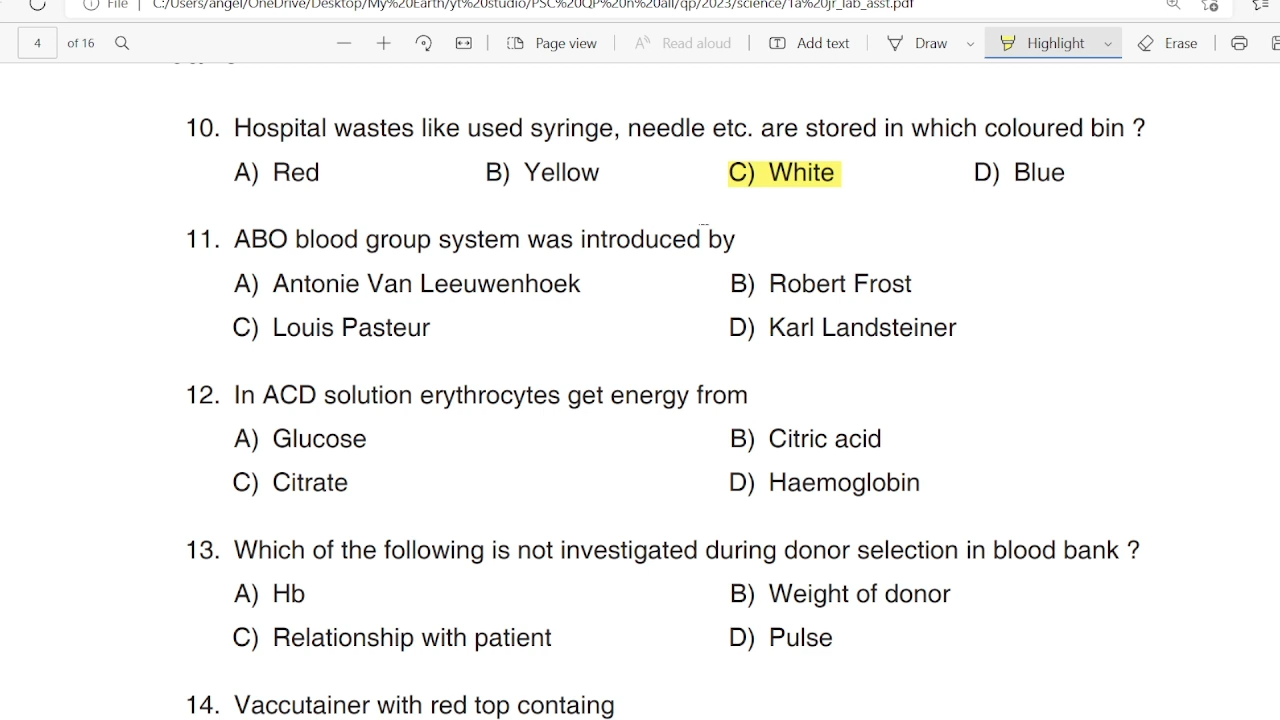 File | C:/Users/angel/OneDrive/Desktop/My%20Earth/yt%20studio/PSC%20QP%20n%20all/qp/2023/science/1a%20jr_lab_asst.pdf
4 of 16 Page view Read aloud Add text Draw Highlight Erase
10. Hospital wastes like used syringe, needle etc. are stored in which coloured bin ?
A) Red B) Yellow C) White D) Blue
11. ABO blood group system was introduced by
A) Antonie Van Leeuwenhoek B) Robert Frost
C) Louis Pasteur D) Karl Landsteiner
12. In ACD solution erythrocytes get energy from
A) Glucose B) Citric acid
C) Citrate D) Haemoglobin
13. Which of the following is not investigated during donor selection in blood bank ?
A) Hb B) Weight of donor
C) Relationship with patient D) Pulse
14. Vaccutainer with red top containg